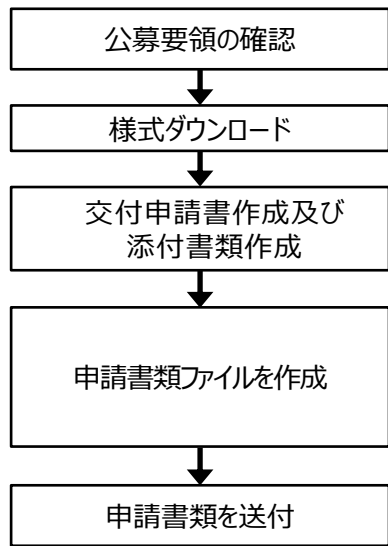 公募要領の確認
様式ダウンロード
交付申請書作成及び
添付書類作成
申請書類ファイルを作成
申請書類を送付